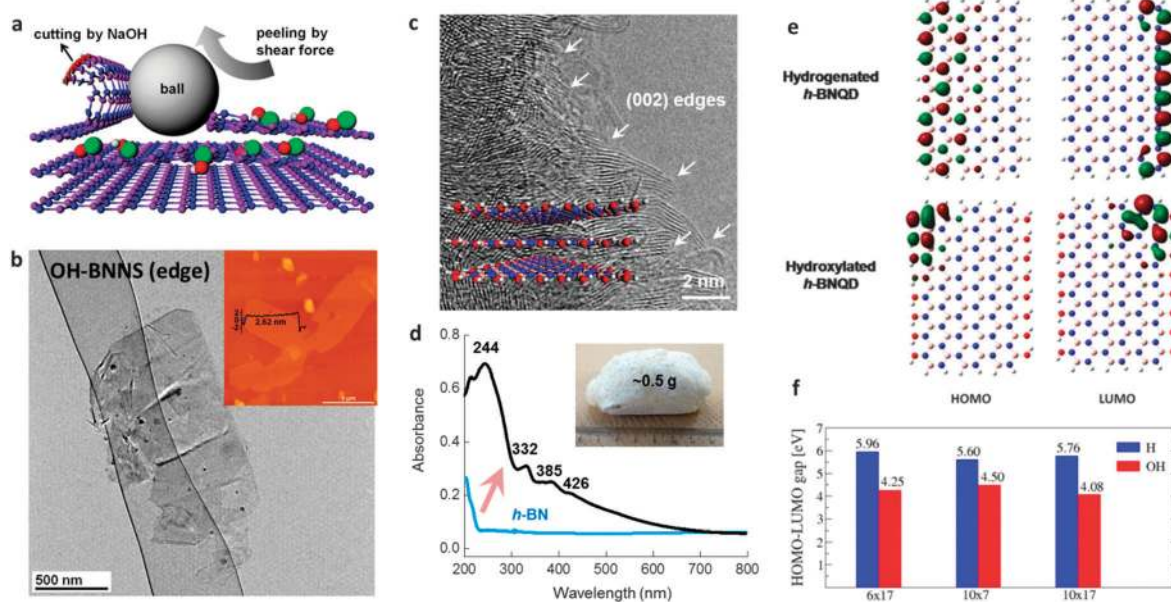 a
cutting by NaOH
peeling by
shear force
ball
b
OH-BNNS (edge)
2.62 nm
500 nm
c
(002) edges
2 nm
d
0.8
0.6
0.4
0.2
0.0
Absorbance
244
332
385
426
h-BN
~0.5 g
200 300 400 500 600 700 800
Wavelength (nm)
e
Hydrogenated
h-BNQD
Hydroxylated
h-BNQD
HOMO LUMO
f
HOMO-LUMO gap [eV]
7
6
5
4
3
2
1
5.96
4.25
5.60
4.50
5.76
4.08
H
OH
6x17 10x7 10x17